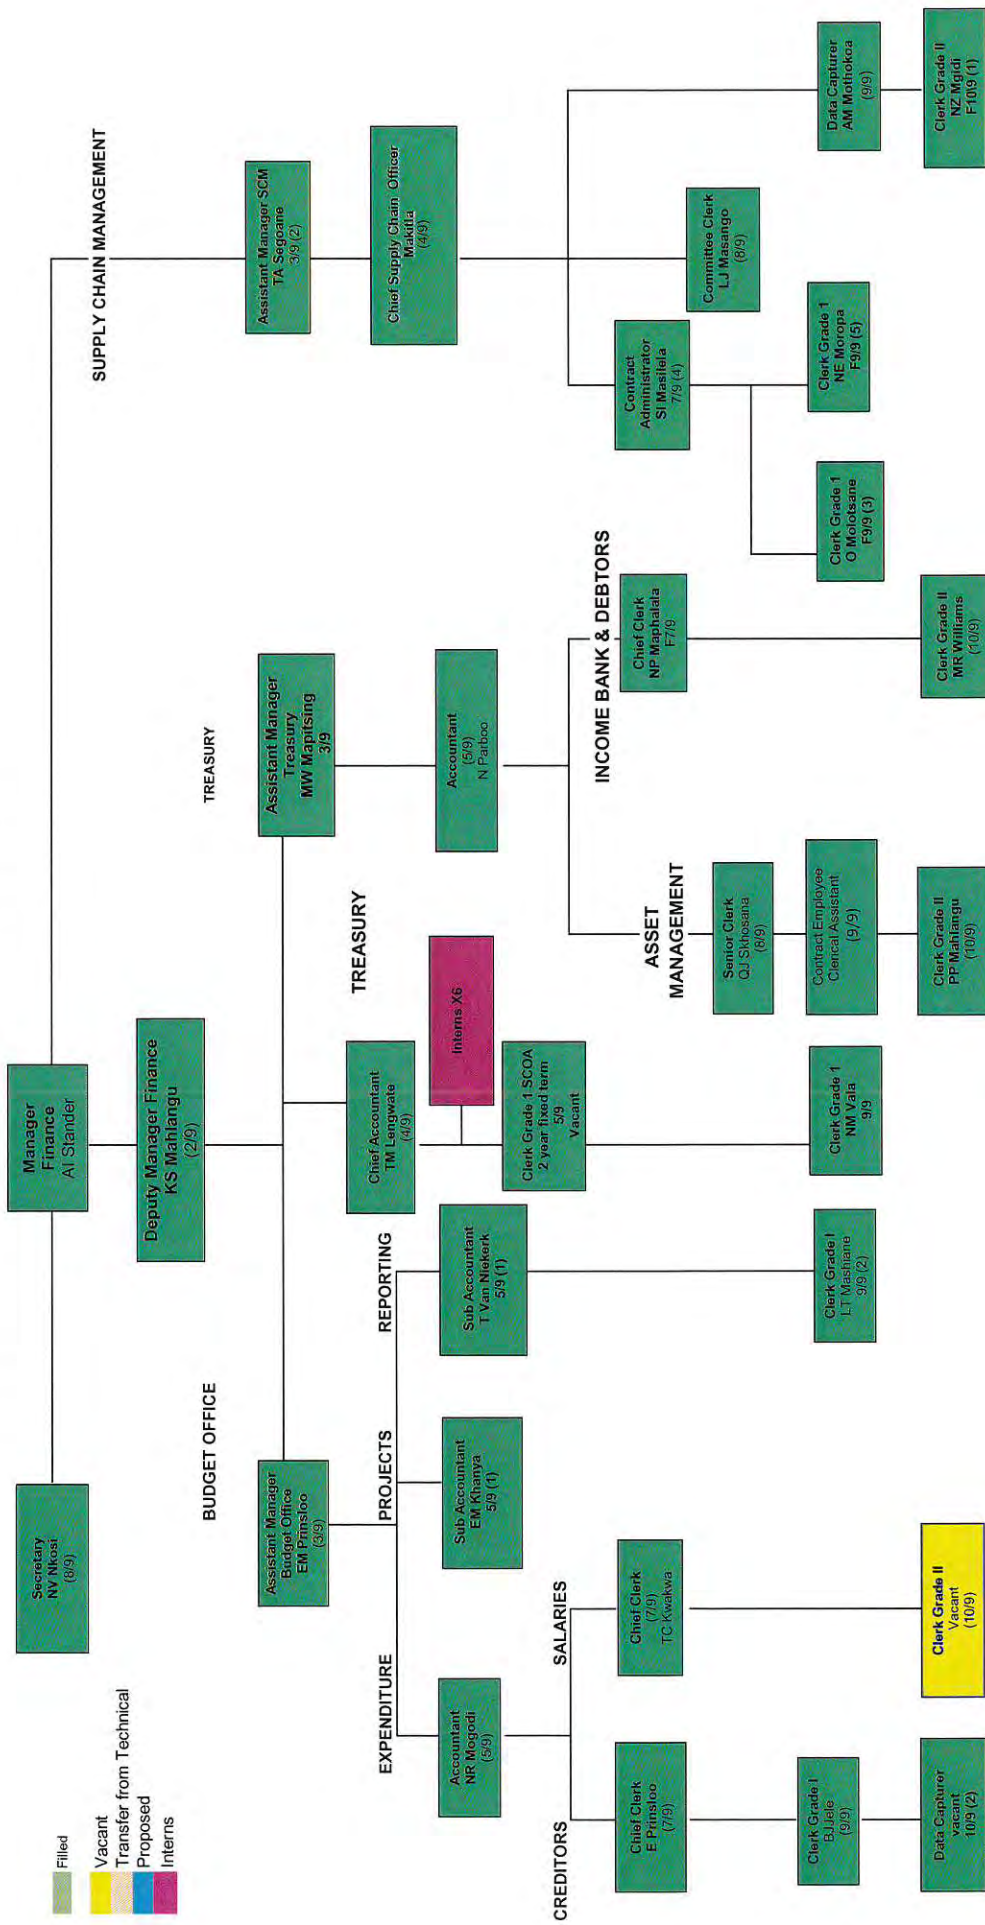 Filled
Vacant
Transfer from Technical
Proposed
Interns
Manager
Finance
AI Stander
Secretary
NV Nkosi
(8/9)
Deputy Manager Finance
KS Mahlangu
(2/9)
BUDGET OFFICE
TREASURY
SUPPLY CHAIN MANAGEMENT
Assistant Manager
Budget Office
EM Prinsloo
(3/9)
Assistant Manager
Treasury
MW Mapitsing
3/9
Assistant Manager SCM
TA Segoane
3/9 (2)
EXPENDITURE
PROJECTS
REPORTING
Chief Accountant
TM Lengwate
(4/9)
TREASURY
Chief Supply Chain Officer
Makitla
(4/9)
Accountant
NR Mogodi
(5/9)
Sub Accountant
EM Khanya
5/9 (1)
Sub Accountant
T Van Niekerk
5/9 (1)
Interns X6
Clerk Grade 1 SCOA
2 year fixed term
5/9
Vacant
Accountant
(5/9)
N Parboo
CREDITORS
SALARIES
ASSET
MANAGEMENT
INCOME BANK & DEBTORS
Chief Clerk
E Prinsloo
(7/9)
Chief Clerk
(7/9)
TC Kwakwa
Senior Clerk
QJ Skhosana
(8/9)
Chief Clerk
NP Maphalala
F7/9
Contract
Administrator
SI Masilela
7/9 (4)
Committee Clerk
LJ Masango
(8/9)
Clerk Grade I
BJJele
(9/9)
Clerk Grade I
LT Mashiane
9/9 (2)
Clerk Grade 1
NM Vala
9/9
Contract Employee
Clerical Assistant
(9/9)
Clerk Grade 1
O Molotsane
F9/9 (3)
Clerk Grade 1
NE Moropa
F9/9 (5)
Data Capturer
AM Mothokoa
(9/9)
Data Capturer
vacant
10/9 (2)
Clerk Grade II
Vacant
(10/9)
Clerk Grade II
PP Mahlangu
(10/9)
Clerk Grade II
MR Williams
(10/9)
Clerk Grade II
NZ Mgidi
F10\9 (1)